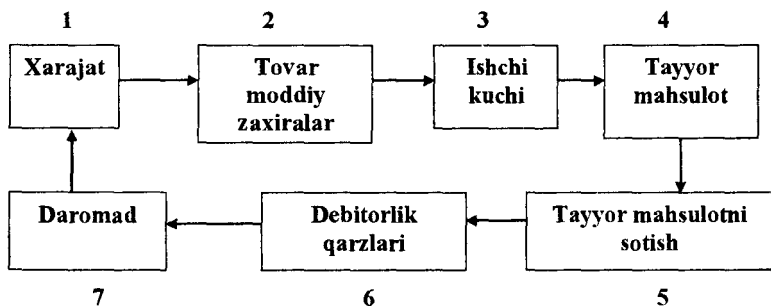 1
2
3
4
Xarajat
Tovar
moddiy
zaxiralar
Ishchi
kuchi
Tayyor
mahsulot
Daromad
Debitorlik
qarzlari
Tayyor mahsulotni
sotish
7
6
5